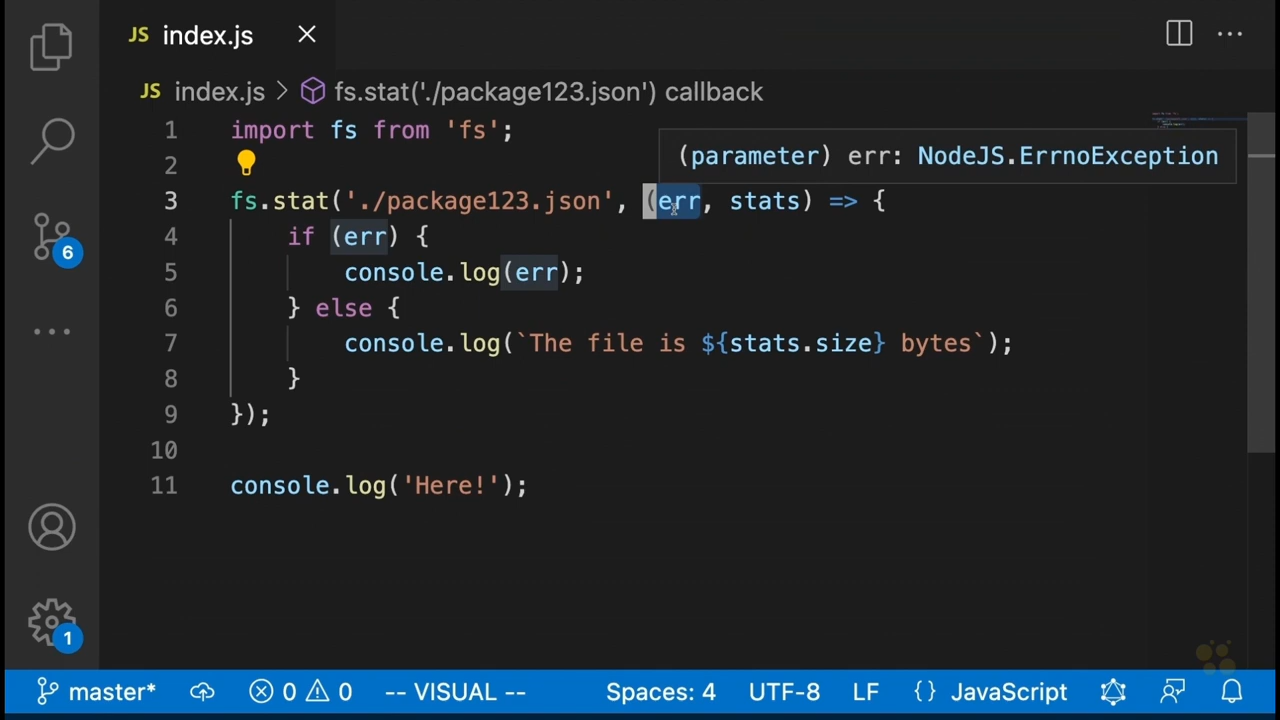 JS index.js
JS index.js > fs.stat('./package123.json') callback
1 import fs from 'fs';
2
(parameter) err: NodeJS.ErrnoException
3 fs.stat('./package123.json', (err, stats) => {
4 if (err) {
5 console.log(err);
6 } else {
7 console.log(`The file is ${stats.size} bytes`);
8 }
9 });
10
11 console.log('Here!');
6
1
master* 0 0 -- VISUAL -- Spaces: 4 UTF-8 LF {} JavaScript